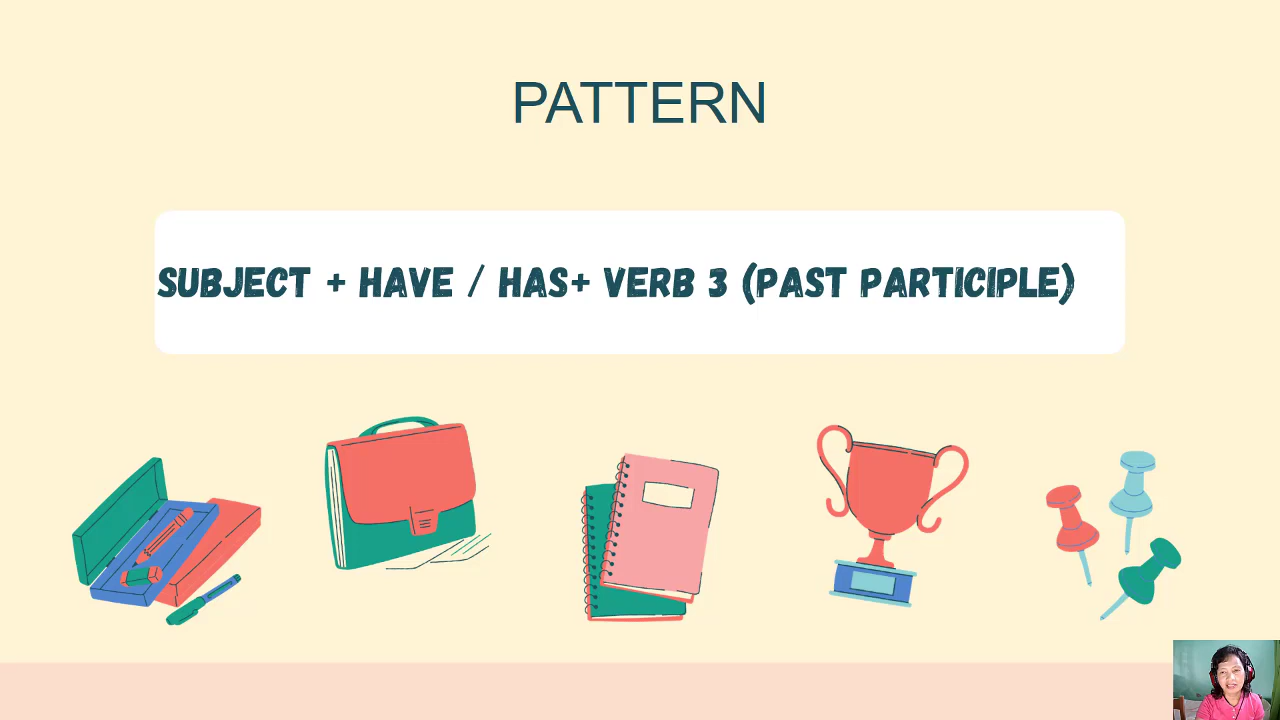 PATTERN
SUBJECT + HAVE / HAS+ VERB 3 (PAST PARTICIPLE)